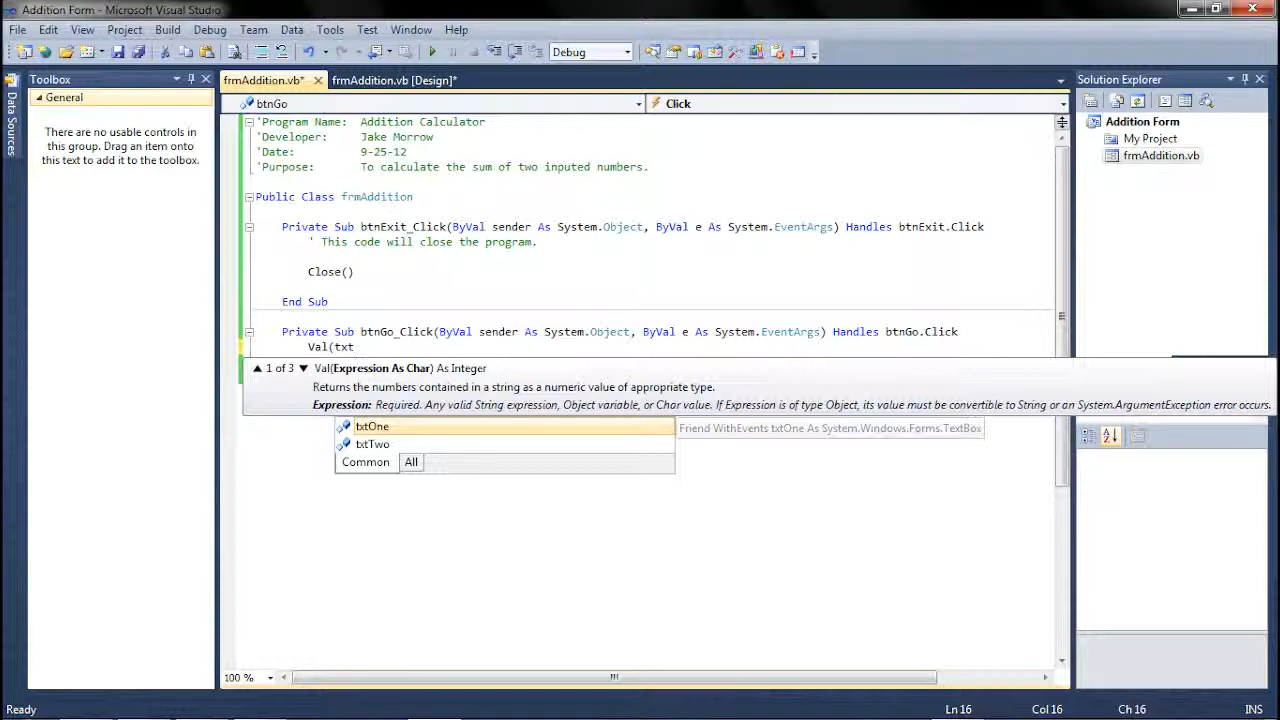 Addition Form - Microsoft Visual Studio
File Edit View Project Build Debug Team Data Tools Test Window Help
Debug
Data Sources
Toolbox
General
There are no usable controls in this group. Drag an item onto this text to add it to the toolbox.
frmAddition.vb* frmAddition.vb [Design]*
btnGo Click
'Program Name: Addition Calculator
'Developer: Jake Morrow
'Date: 9-25-12
'Purpose: To calculate the sum of two inputed numbers.
Public Class frmAddition
Private Sub btnExit_Click(ByVal sender As System.Object, ByVal e As System.EventArgs) Handles btnExit.Click
' This code will close the program.
Close()
End Sub
Private Sub btnGo_Click(ByVal sender As System.Object, ByVal e As System.EventArgs) Handles btnGo.Click
Val(txt
1 of 3 Val(Expression As Char) As Integer
Returns the numbers contained in a string as a numeric value of appropriate type.
Expression: Required. Any valid String expression, Object variable, or Char value. If Expression is of type Object, its value must be convertible to String or an System.ArgumentException error occurs.
txtOne
Friend WithEvents txtOne As System.Windows.Forms.TextBox
txtTwo
Common All
100 %
Solution Explorer
Addition Form
My Project
frmAddition.vb
Ready Ln 16 Col 16 Ch 16 INS